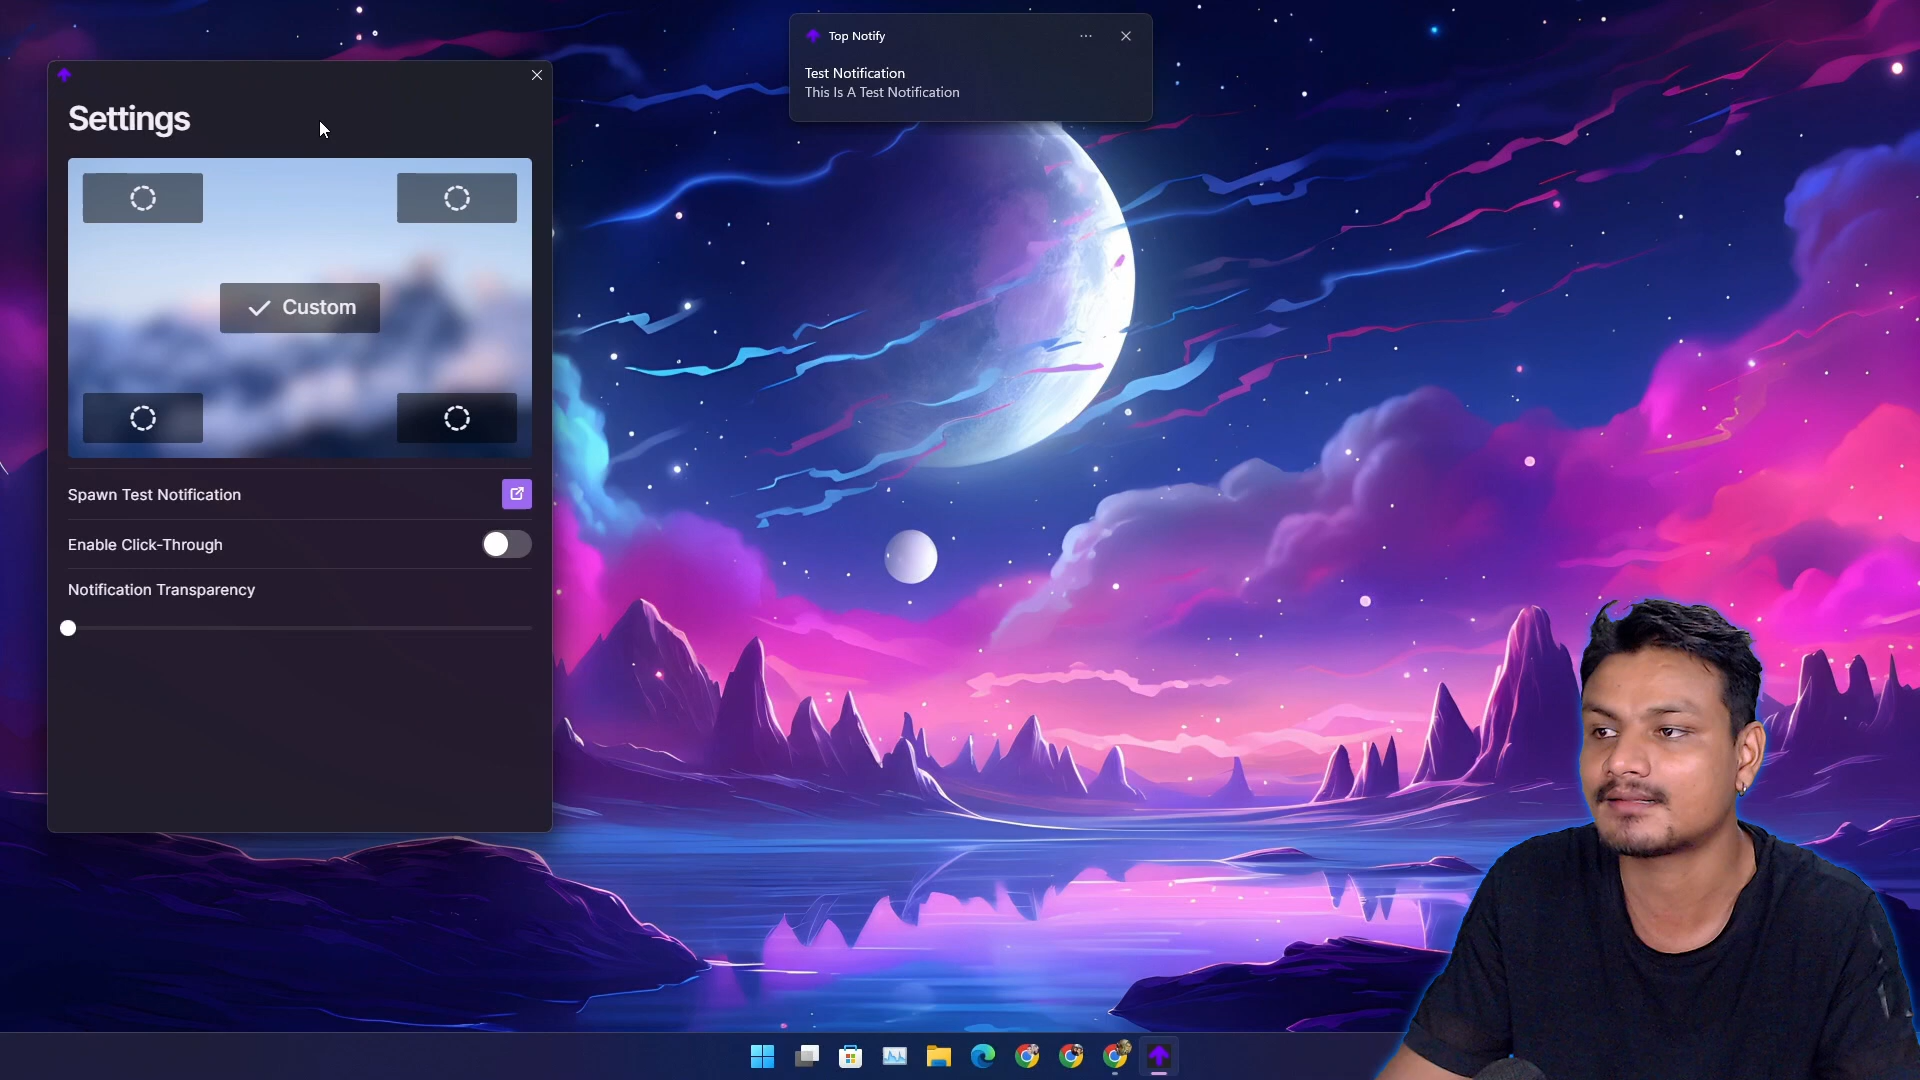 Top Notify
Test Notification
This Is A Test Notification
Settings
Custom
Spawn Test Notification
Enable Click-Through
Notification Transparency